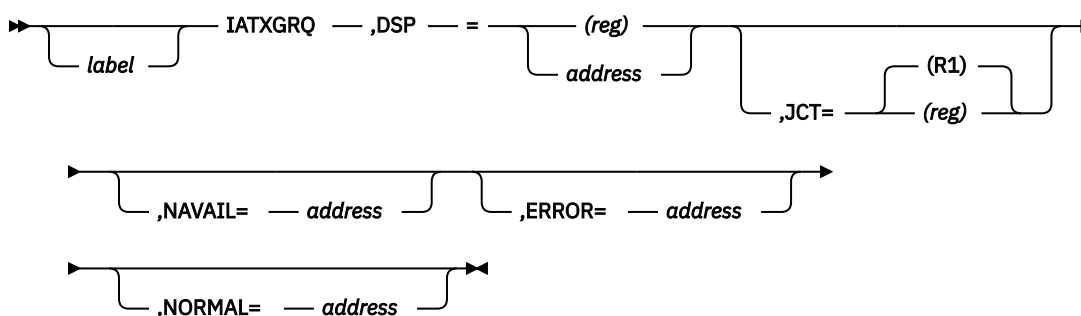 label IATXGRQ ,DSP = (reg)
address
,JCT= (R1)
(reg)
,NAVAIL= address ,ERROR= address
,NORMAL= address